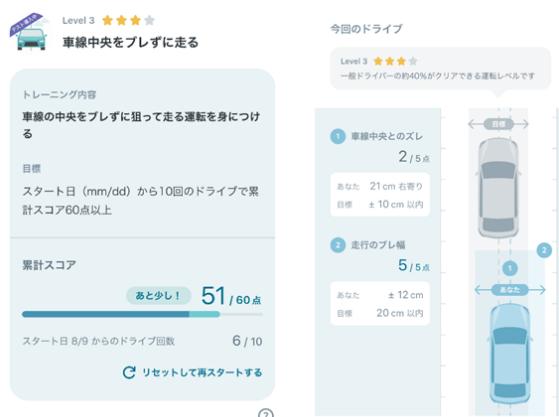 テスト導入中
Level 3
車線中央をブレずに走る
トレーニング内容
車線の中央をブレずに狙って走る運転を身につけ
る
目標
スタート日（mm/dd）から10回のドライブで累
計スコア60点以上
累計スコア
あと少し！ 51 / 60 点
スタート日 8/9 からのドライブ回数 6 / 10
リセットして再スタートする
?
今回のドライブ
Level 3
一般ドライバーの約40%がクリアできる運転レベルです
1 車線中央とのズレ
2 / 5 点
あなた 21 cm 右寄り
目標 ± 10 cm 以内
2 走行のブレ幅
5 / 5 点
あなた ± 12 cm
目標 20 cm 以内
目標
2
1
あなた